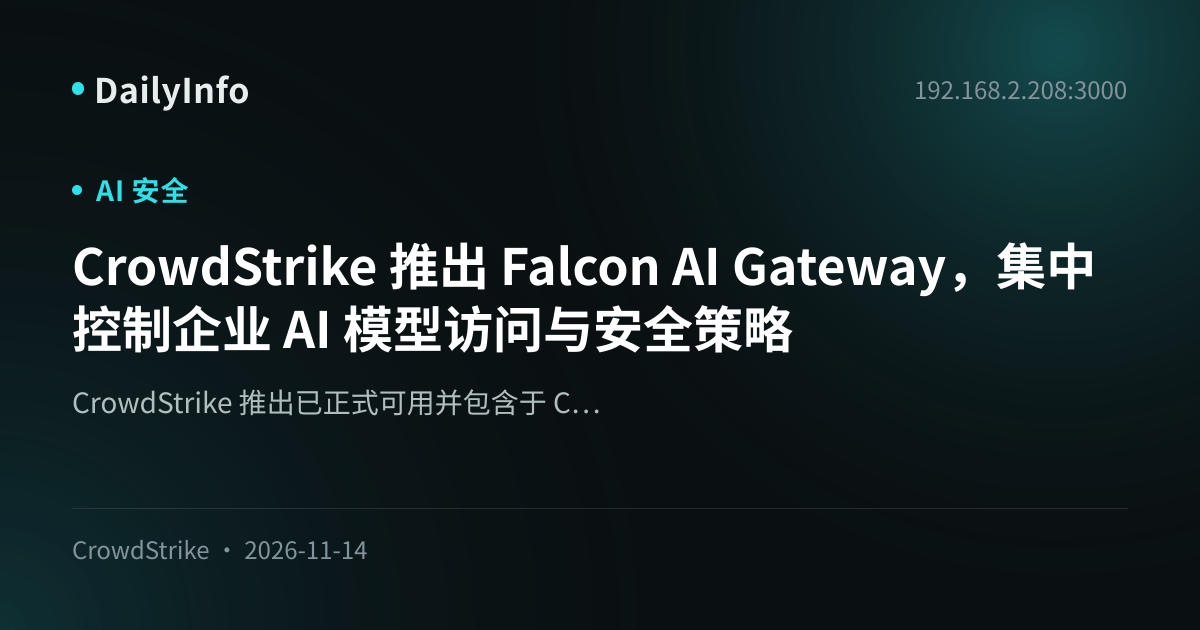 DailyInfo
192.168.2.208:3000
AI 安全
CrowdStrike 推出 Falcon AI Gateway，集中
控制企业 AI 模型访问与安全策略
CrowdStrike 推出已正式可用并包含于 C…
CrowdStrike · 2026-11-14